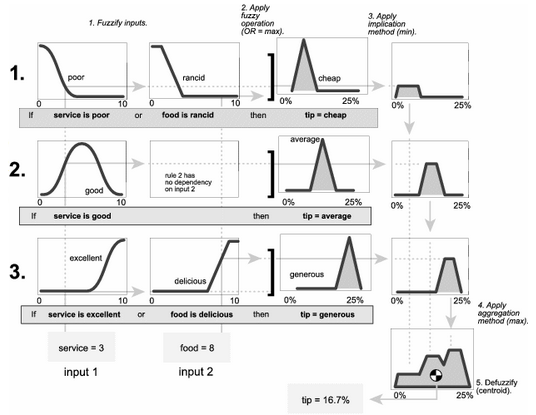 1. Fuzzify inputs.
2. Apply
fuzzy
operation
(OR = max).
3. Apply
implication
method (min).
1.
poor
rancid
cheap
0
10
0
10
0%
25%
If service is poor or food is rancid then tip = cheap
2.
good
rule 2 has
no dependency
on input 2
average
0%
25%
0%
25%
If service is good then tip = average
3.
excellent
delicious
generous
0
10
0
10
0%
25%
0%
25%
If service is excellent or food is delicious then tip = generous
4. Apply
aggregation
method (max).
service = 3
food = 8
input 1
input 2
0%
25%
5. Defuzzify
(centroid).
tip = 16.7%